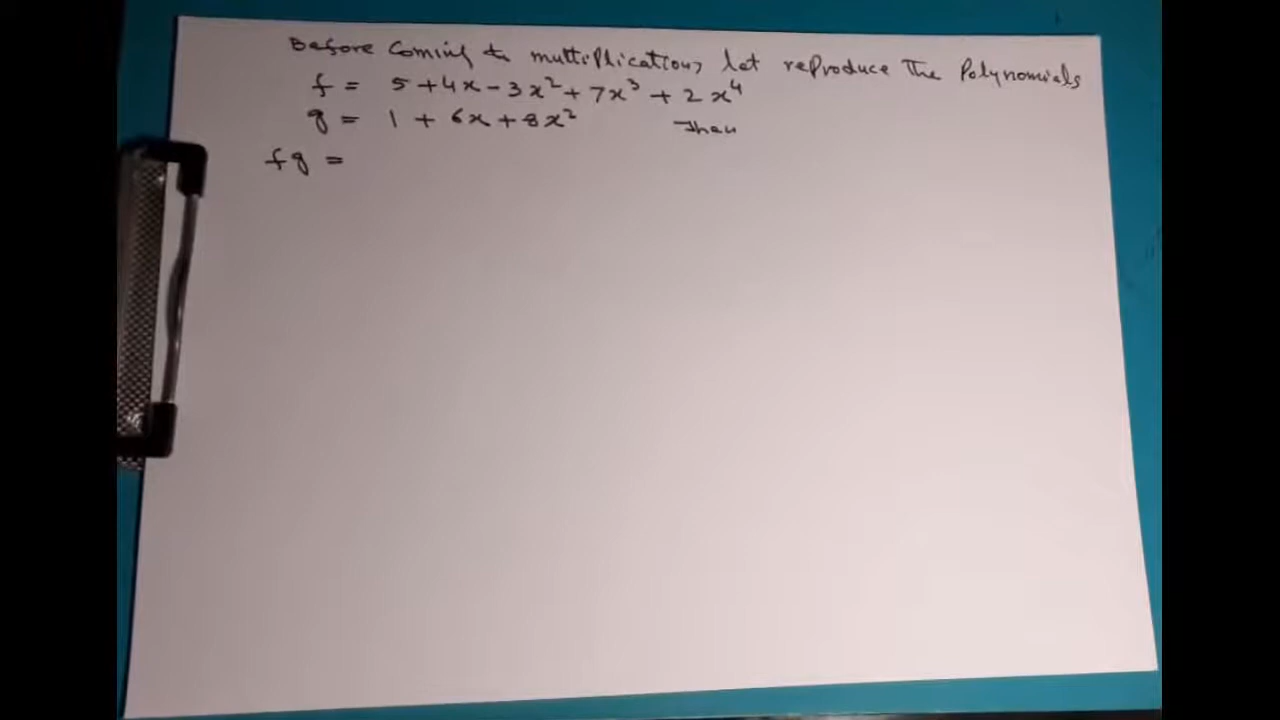 Before Coming to multiplication, let reproduce The Polynomials
f = 5 + 4x - 3x² + 7x³ + 2x⁴
g = 1 + 6x + 8x² Then
fg =